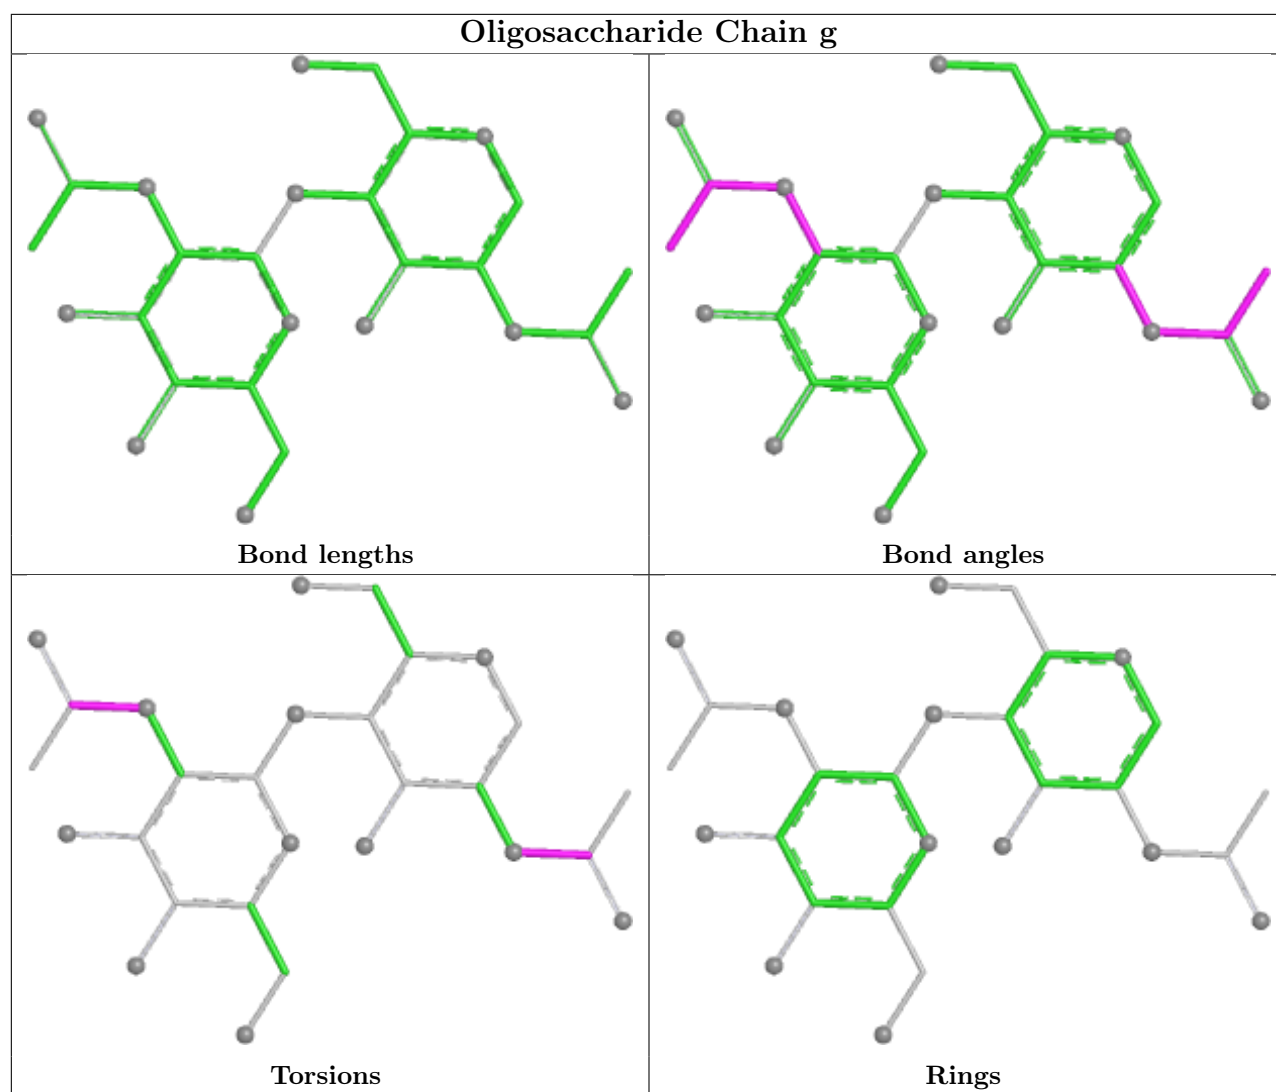 Oligosaccharide Chain g
Bond lengths
Bond angles
Torsions
Rings